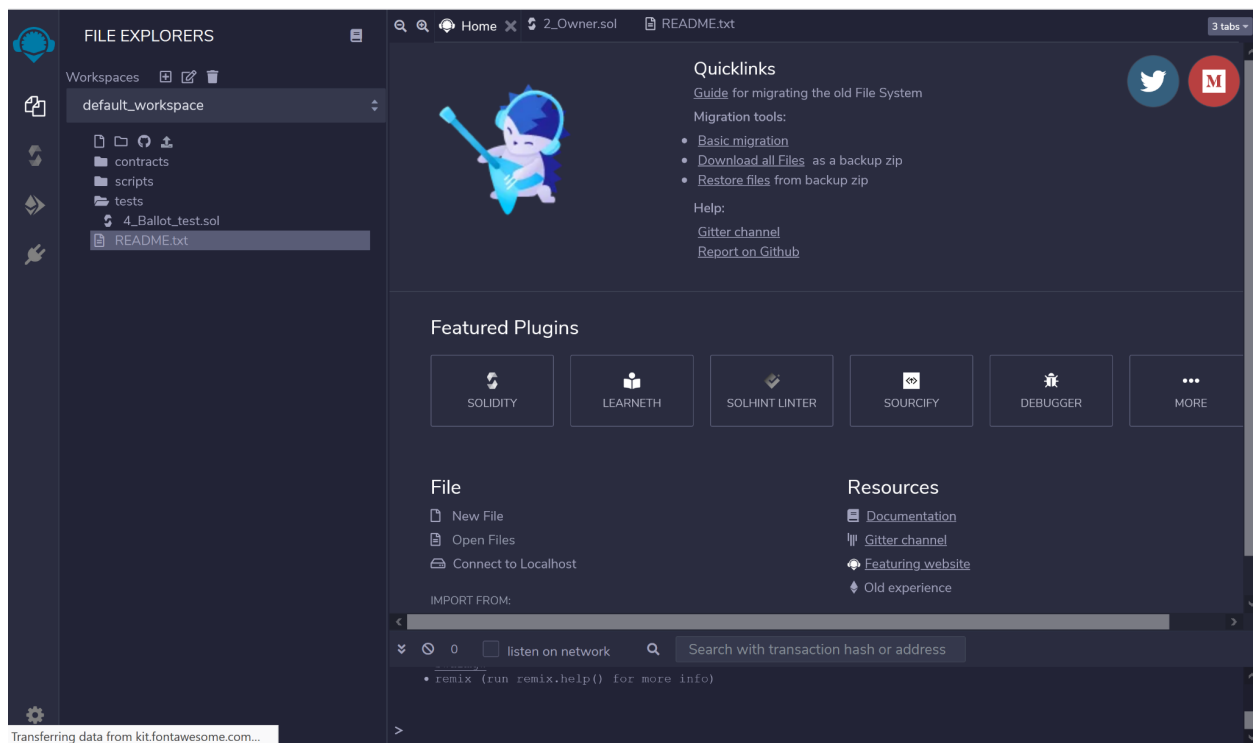 FILE EXPLORERS
Workspaces
default_workspace
contracts
scripts
tests
4_Ballot_test.sol
README.txt
Home 2_Owner.sol README.txt
3 tabs
Quicklinks
Guide for migrating the old File System
Migration tools:
Basic migration
Download all Files as a backup zip
Restore files from backup zip
Help:
Gitter channel
Report on Github
M
Featured Plugins
SOLIDITY LEARNETH SOLHINT LINTER SOURCIFY DEBUGGER MORE
File
New File
Open Files
Connect to Localhost
IMPORT FROM:
Resources
Documentation
Gitter channel
Featuring website
Old experience
0 listen on network Search with transaction hash or address
• remix (run remix.help() for more info)
>
Transferring data from kit.fontawesome.com...